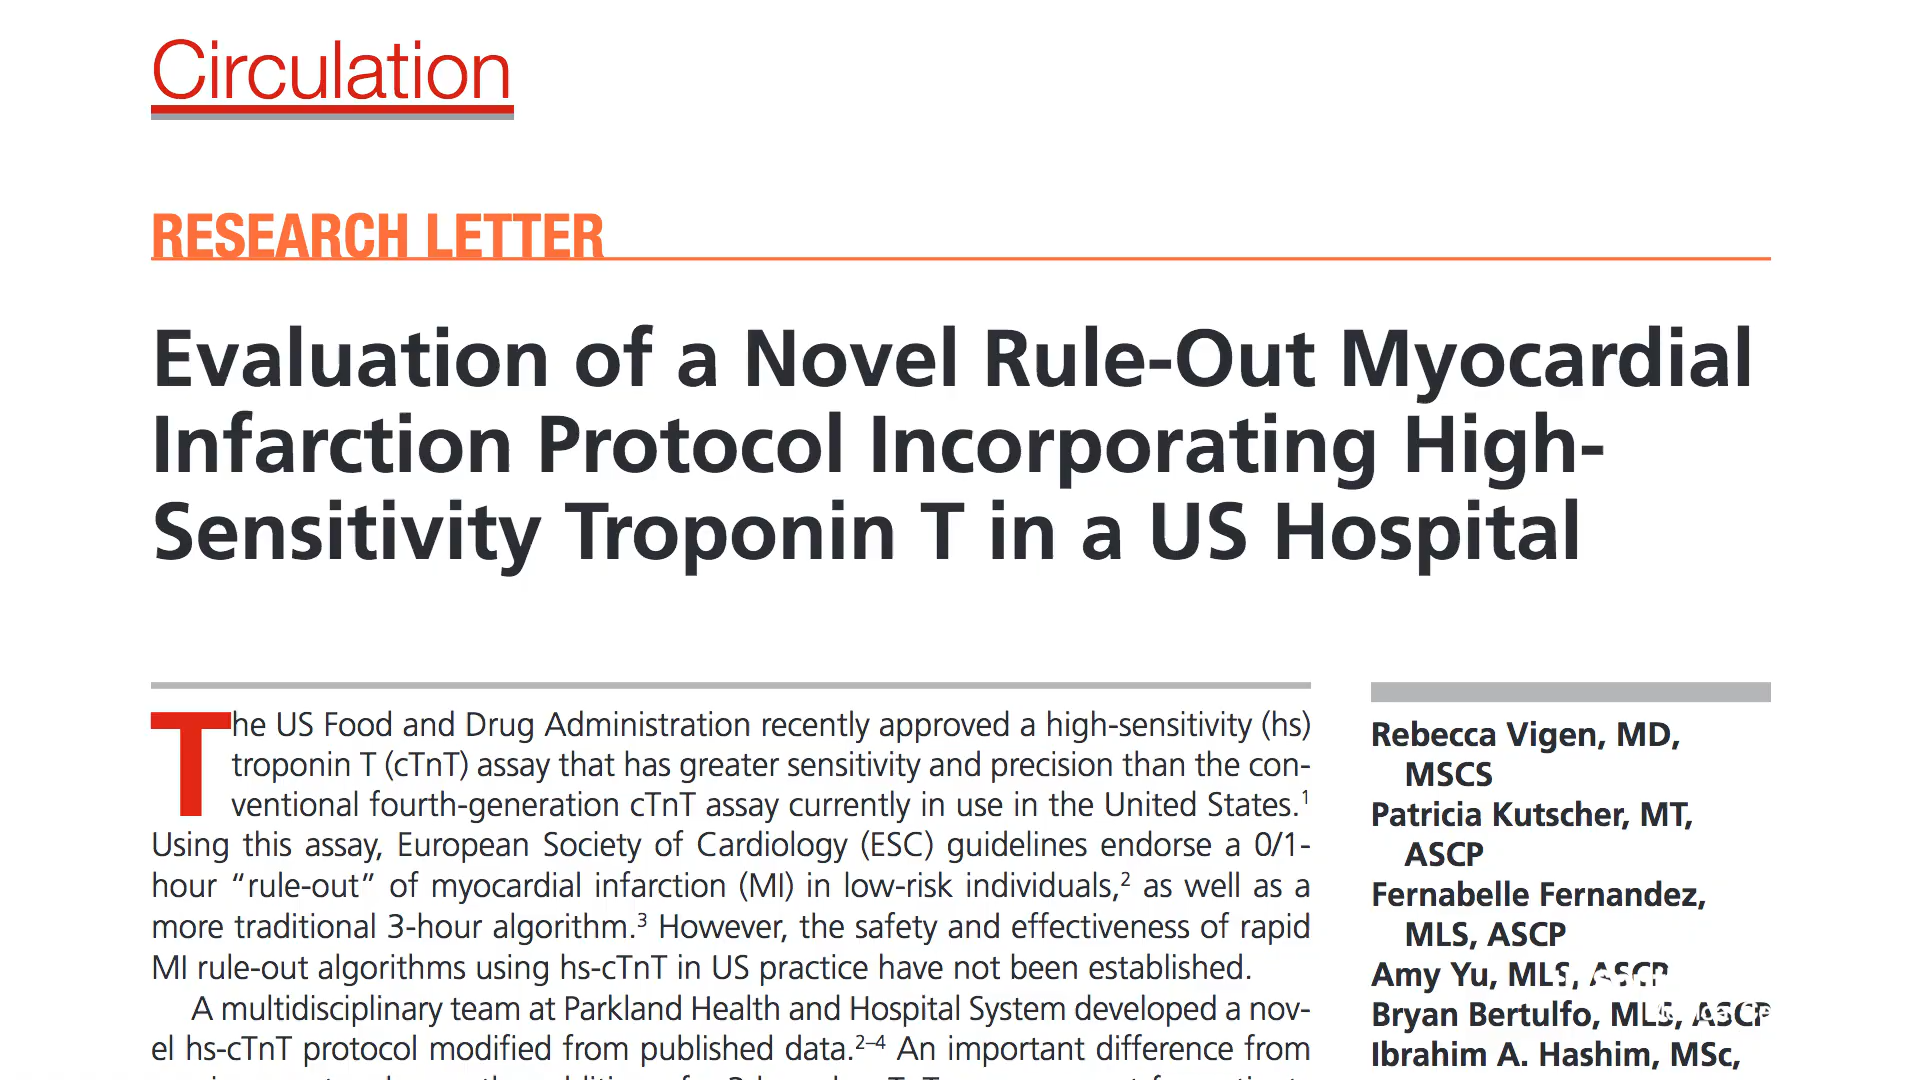 Circulation
RESEARCH LETTER
Evaluation of a Novel Rule-Out Myocardial
Infarction Protocol Incorporating High-
Sensitivity Troponin T in a US Hospital
The US Food and Drug Administration recently approved a high-sensitivity (hs)
troponin T (cTnT) assay that has greater sensitivity and precision than the con-
ventional fourth-generation cTnT assay currently in use in the United States.1
Using this assay, European Society of Cardiology (ESC) guidelines endorse a 0/1-
hour “rule-out” of myocardial infarction (MI) in low-risk individuals,2 as well as a
more traditional 3-hour algorithm.3 However, the safety and effectiveness of rapid
MI rule-out algorithms using hs-cTnT in US practice have not been established.
A multidisciplinary team at Parkland Health and Hospital System developed a nov-
el hs-cTnT protocol modified from published data.2–4 An important difference from
Rebecca Vigen, MD,
MSCS
Patricia Kutscher, MT,
ASCP
Fernabelle Fernandez,
MLS, ASCP
Amy Yu, MLS, ASCP
Bryan Bertulfo, MLS, ASCP
Ibrahim A. Hashim, MSc,